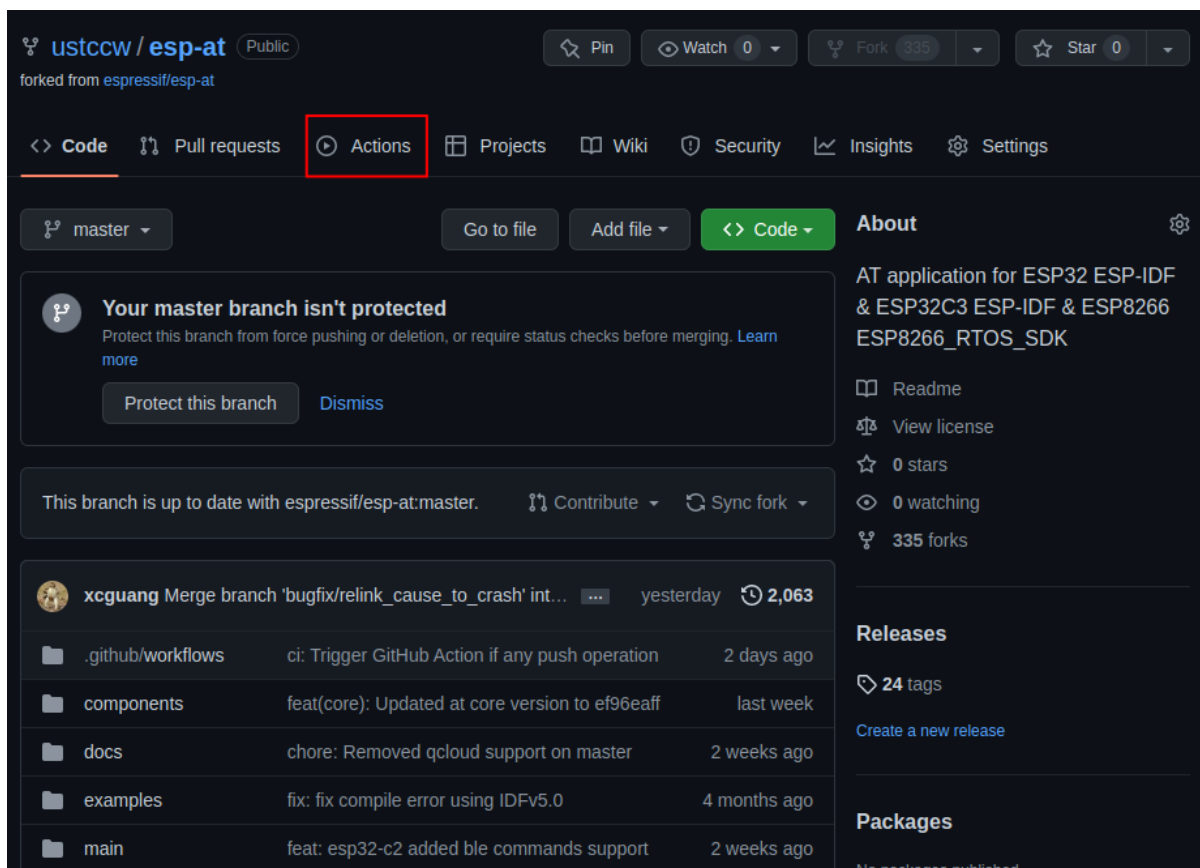 ustccw / esp-at Public
Pin
Watch 0
Fork 335
Star 0
forked from espressif/esp-at
Code
Pull requests
Actions
Projects
Wiki
Security
Insights
Settings
master
Go to file
Add file
Code
Your master branch isn't protected
Protect this branch from force pushing or deletion, or require status checks before merging. Learn
more
Protect this branch
Dismiss
This branch is up to date with espressif/esp-at:master.
Contribute
Sync fork
xcguang Merge branch 'bugfix/relink_cause_to_crash' int... ... yesterday 2,063
.github/workflows ci: Trigger GitHub Action if any push operation 2 days ago
components feat(core): Updated at core version to ef96eaff last week
docs chore: Removed qcloud support on master 2 weeks ago
examples fix: fix compile error using IDFv5.0 4 months ago
main feat: esp32-c2 added ble commands support 2 weeks ago
About
AT application for ESP32 ESP-IDF
& ESP32C3 ESP-IDF & ESP8266
ESP8266_RTOS_SDK
Readme
View license
0 stars
0 watching
335 forks
Releases
24 tags
Create a new release
Packages
No packages published